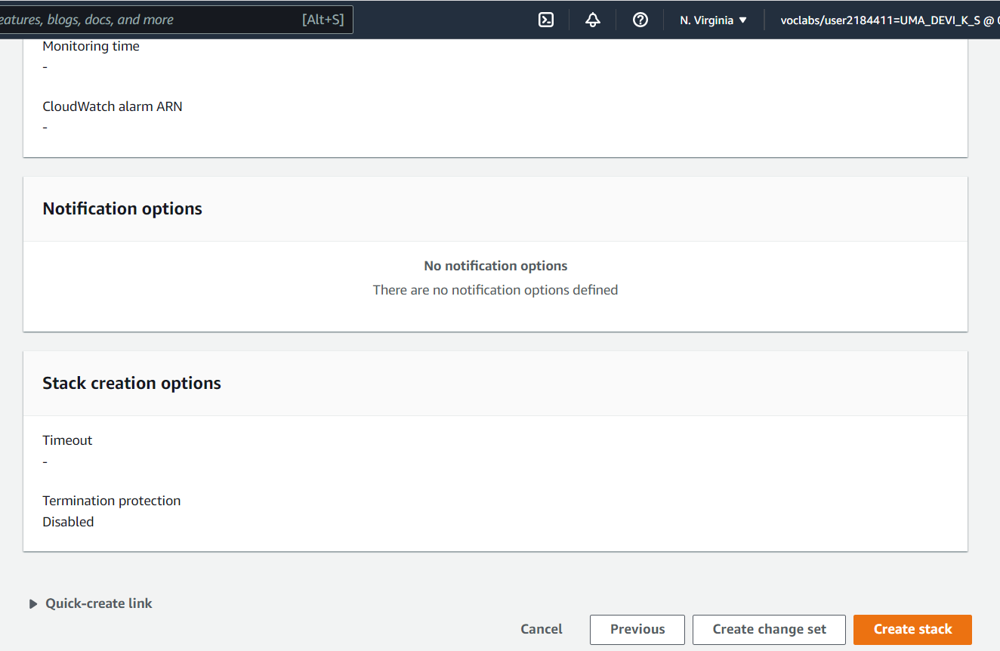 features, blogs, docs, and more [Alt+S] N. Virginia ▼ voclabs/user2184411=UMA_DEVI_K_S @
Monitoring time
-
CloudWatch alarm ARN
-
Notification options
No notification options
There are no notification options defined
Stack creation options
Timeout
-
Termination protection
Disabled
Quick-create link
Cancel Previous Create change set Create stack